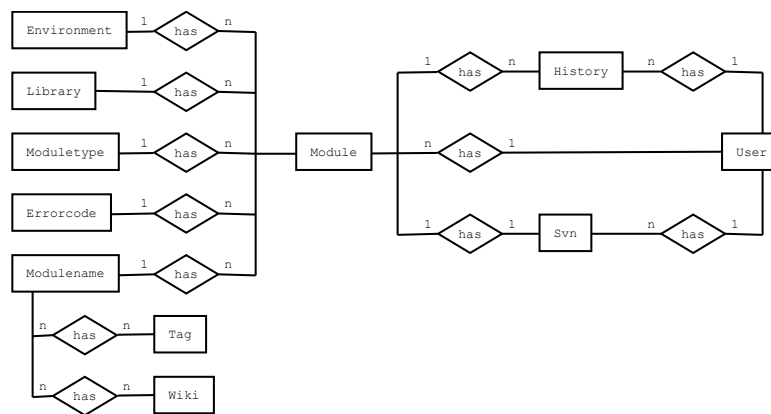 Environment 1 has n
Library 1 has n
Moduletype 1 has n
Errorcode 1 has n
Modulename 1 has n
n has n Tag
n has n Wiki
Module
1 has n History n has 1
n has 1 User
1 has 1 Svn n has 1